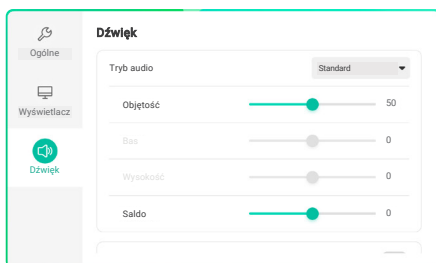 Dźwięk
Ogólne
Tryb audio
Standard
Objętość
50
Wyświetlacz
Bas
0
Dźwięk
Wysokość
0
Saldo
0